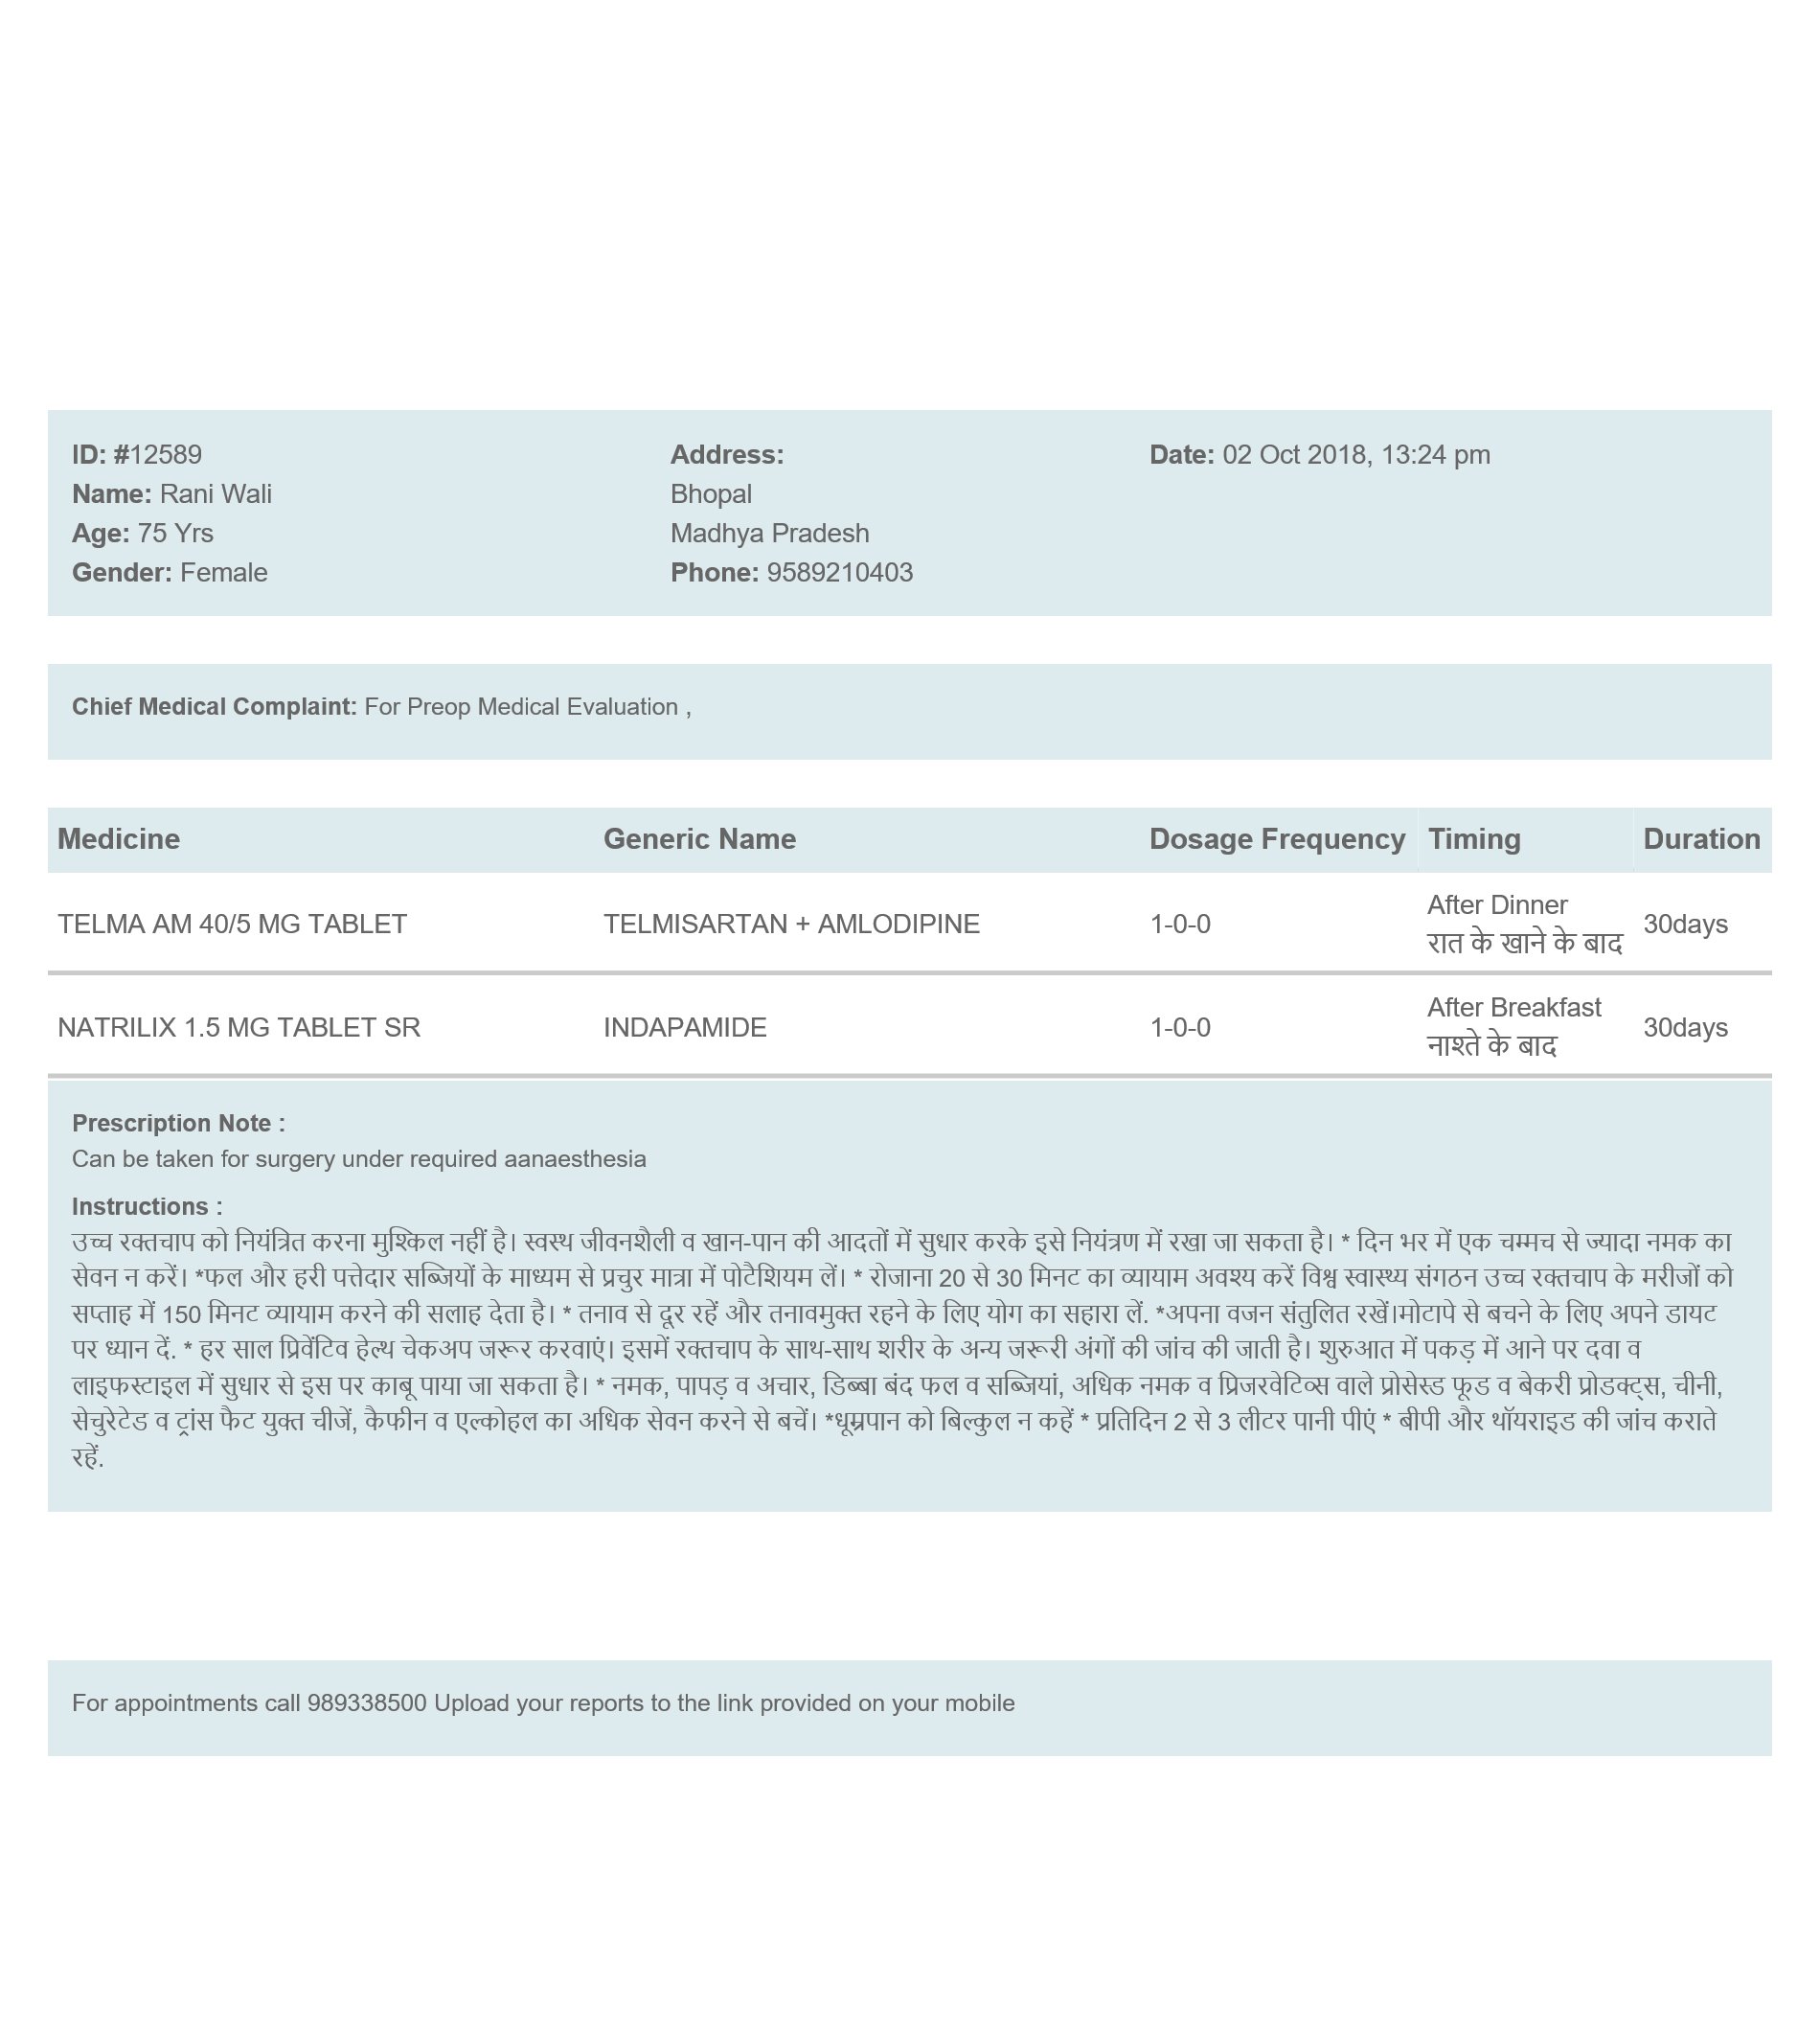 ID: #12589
Name: Rani Wali
Age: 75 Yrs
Gender: Female
Address:
Bhopal
Madhya Pradesh
Phone: 9589210403
Date: 02 Oct 2018, 13:24 pm
Chief Medical Complaint: For Preop Medical Evaluation ,
Medicine Generic Name Dosage Frequency Timing Duration
TELMA AM 40/5 MG TABLET TELMISARTAN + AMLODIPINE 1-0-0 After Dinner 30days
रात के खाने के बाद
NATRILIX 1.5 MG TABLET SR INDAPAMIDE 1-0-0 After Breakfast 30days
नाश्ते के बाद
Prescription Note :
Can be taken for surgery under required aanaesthesia
Instructions :
उच्च रक्तचाप को नियंत्रित करना मुश्किल नहीं है। स्वस्थ जीवनशैली व खान-पान की आदतों में सुधार करके इसे नियंत्रण में रखा जा सकता है। * दिन भर में एक चम्मच से ज्यादा नमक का
सेवन न करें। *फल और हरी पत्तेदार सब्जियों के माध्यम से प्रचुर मात्रा में पोटैशियम लें। * रोजाना 20 से 30 मिनट का व्यायाम अवश्य करें विश्व स्वास्थ्य संगठन उच्च रक्तचाप के मरीजों को
सप्ताह में 150 मिनट व्यायाम करने की सलाह देता है। * तनाव से दूर रहें और तनावमुक्त रहने के लिए योग का सहारा लें. *अपना वजन संतुलित रखें।मोटापे से बचने के लिए अपने डायट
पर ध्यान दें. * हर साल प्रिवेंटिव हेल्थ चेकअप जरूर करवाएं। इसमें रक्तचाप के साथ-साथ शरीर के अन्य जरूरी अंगों की जांच की जाती है। शुरुआत में पकड़ में आने पर दवा व
लाइफस्टाइल में सुधार से इस पर काबू पाया जा सकता है। * नमक, पापड़ व अचार, डिब्बा बंद फल व सब्जियां, अधिक नमक व प्रिजरवेटिव्स वाले प्रोसेस्ड फूड व बेकरी प्रोडक्ट्स, चीनी,
सेचुरेटेड व ट्रांस फैट युक्त चीजें, कैफीन व एल्कोहल का अधिक सेवन करने से बचें। *धूम्रपान को बिल्कुल न कहें * प्रतिदिन 2 से 3 लीटर पानी पीएं * बीपी और थॉयराइड की जांच कराते
रहें.
For appointments call 989338500 Upload your reports to the link provided on your mobile